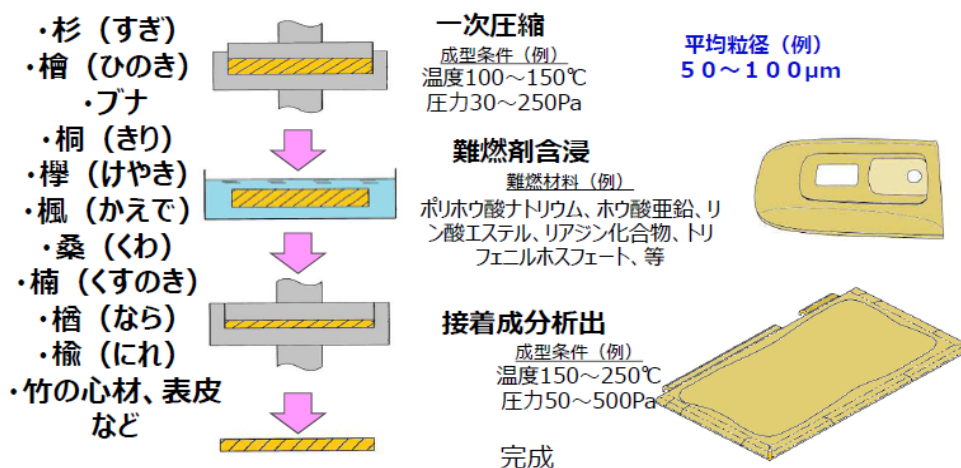 ・杉（すぎ）
・檜（ひのき）
・ブナ
・桐（きり）
・欅（けやき）
・楓（かえで）
・桑（くわ）
・楠（くすのき）
・楢（なら）
・楡（にれ）
・竹の心材、表皮
など
一次圧縮
成型条件（例）
温度100～150℃
圧力30～250Pa
平均粒径（例）
５０～１００μm
難燃剤含浸
難燃材料（例）
ポリホウ酸ナトリウム、ホウ酸亜鉛、リ
ン酸エステル、リアジン化合物、トリ
フェニルホスフェート、等
接着成分析出
成型条件（例）
温度150～250℃
圧力50～500Pa
完成